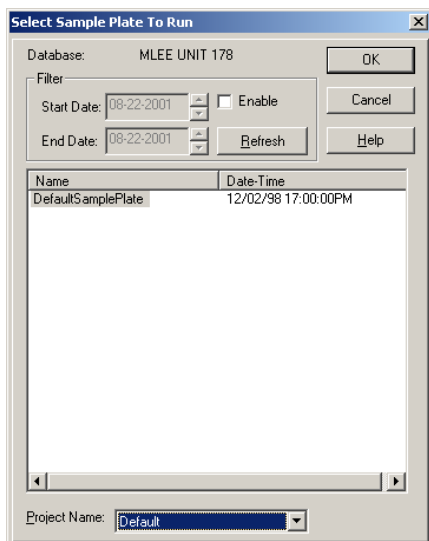 Select Sample Plate To Run
Database: MLEE UNIT 178
OK
Filter
Start Date: 08-22-2001 Enable
Cancel
End Date: 08-22-2001 Refresh
Help
Name Date-Time
DefaultSamplePlate 12/02/98 17:00:00PM
Project Name: Default